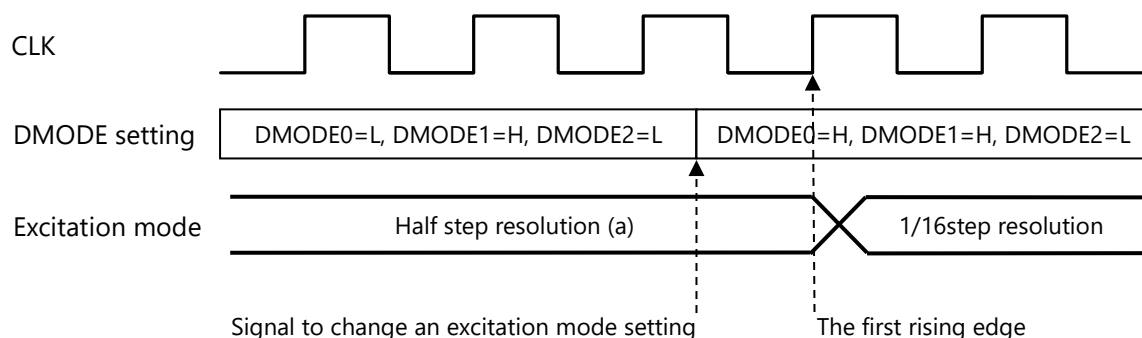 CLK
DMODE setting
DMODE0=L, DMODE1=H, DMODE2=L
DMODE0=H, DMODE1=H, DMODE2=L
Excitation mode
Half step resolution (a)
1/16step resolution
Signal to change an excitation mode setting
The first rising edge